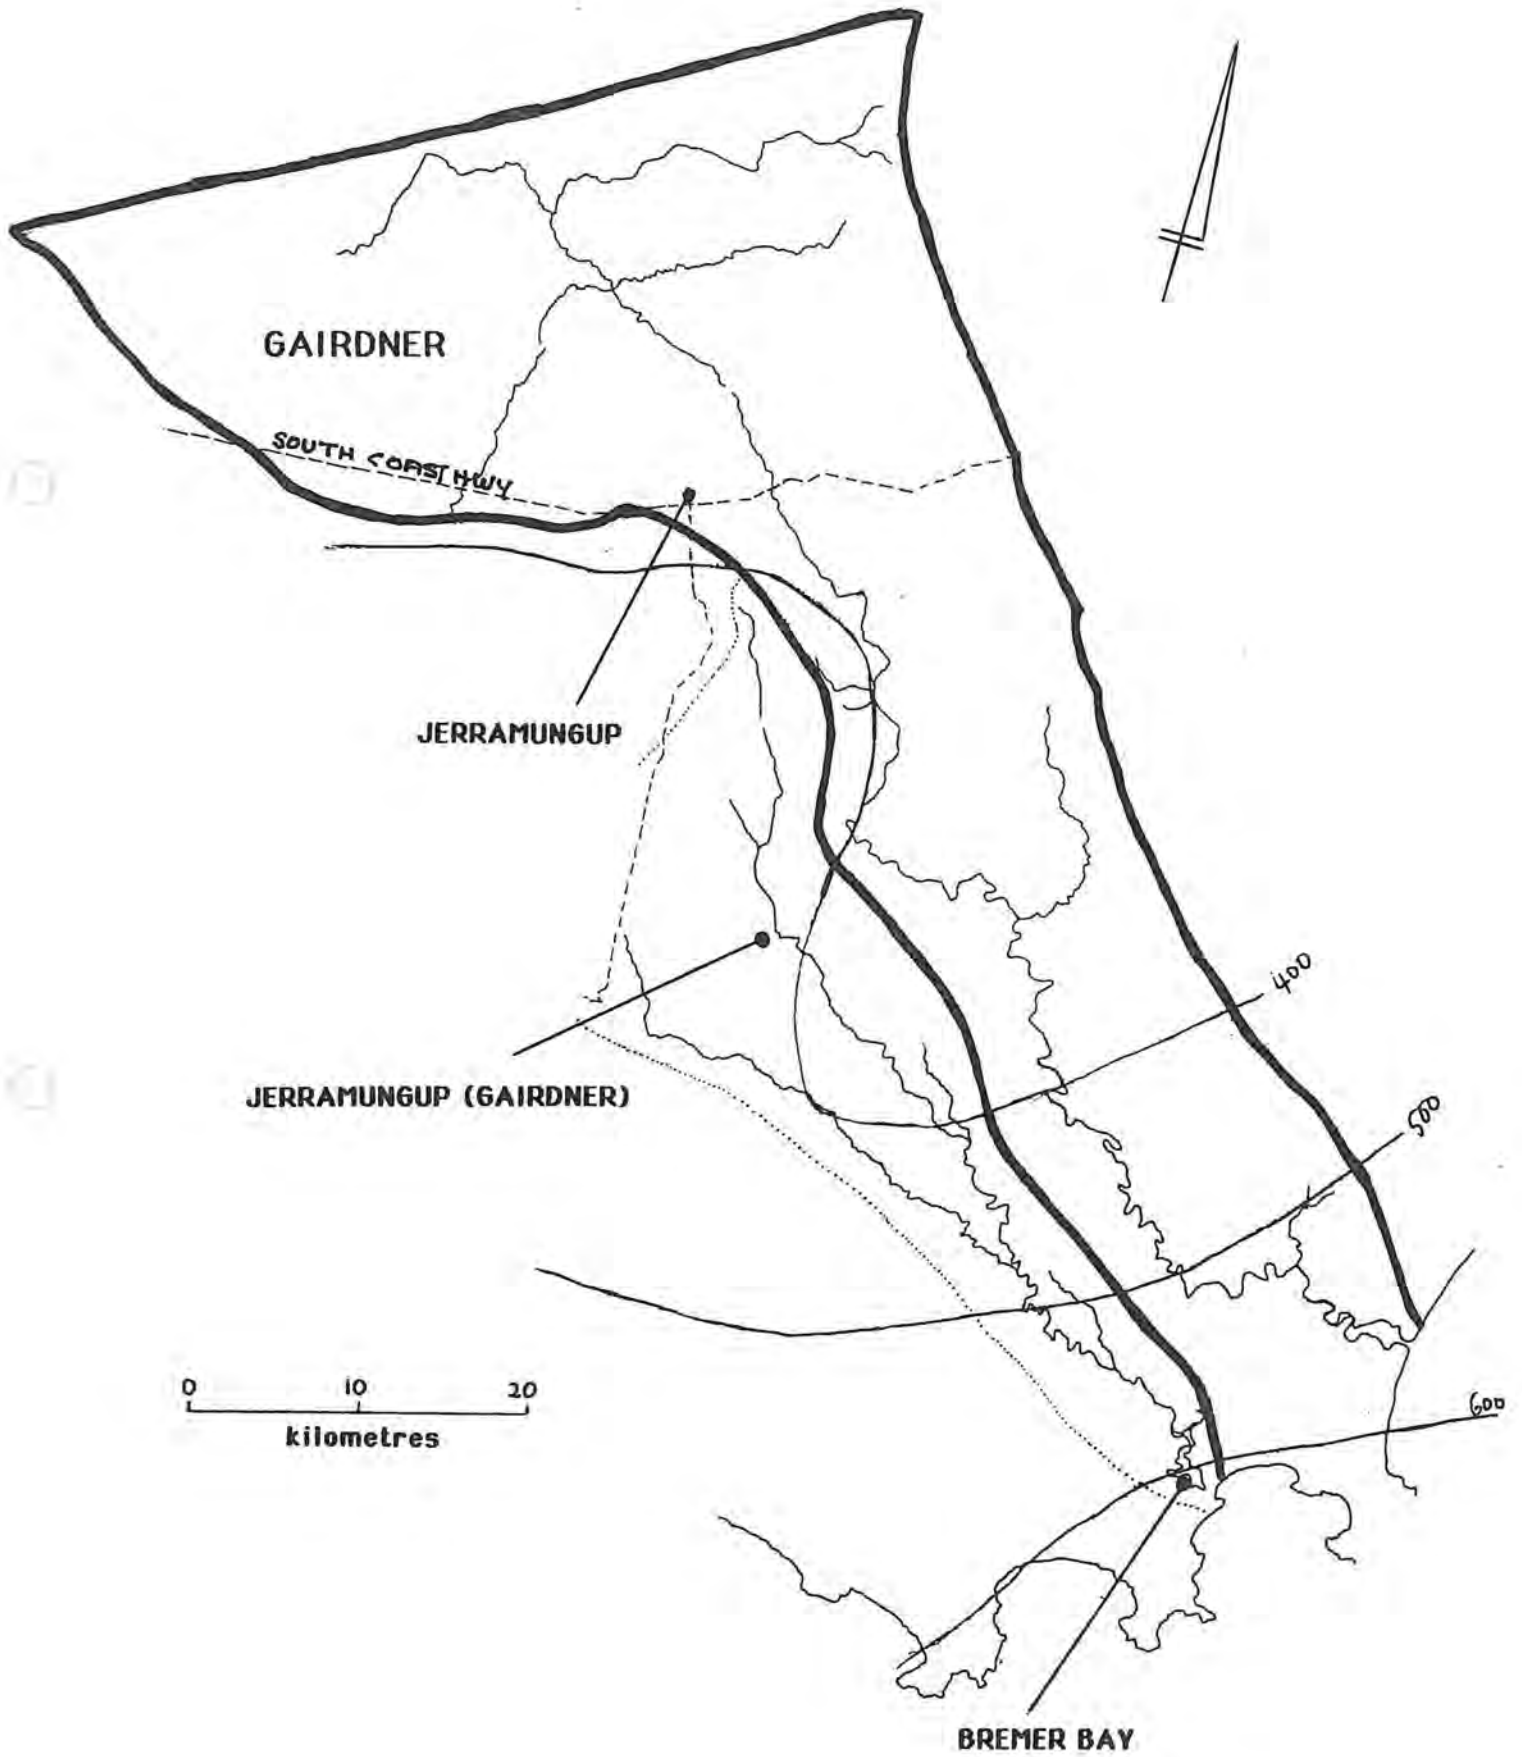 GAIRDNER
SOUTH COAST HWY
JERRAMUNGUP
JERRAMUNGUP (GAIRDNER)
400
500
0 10 20
kilometres
600
BREMER BAY